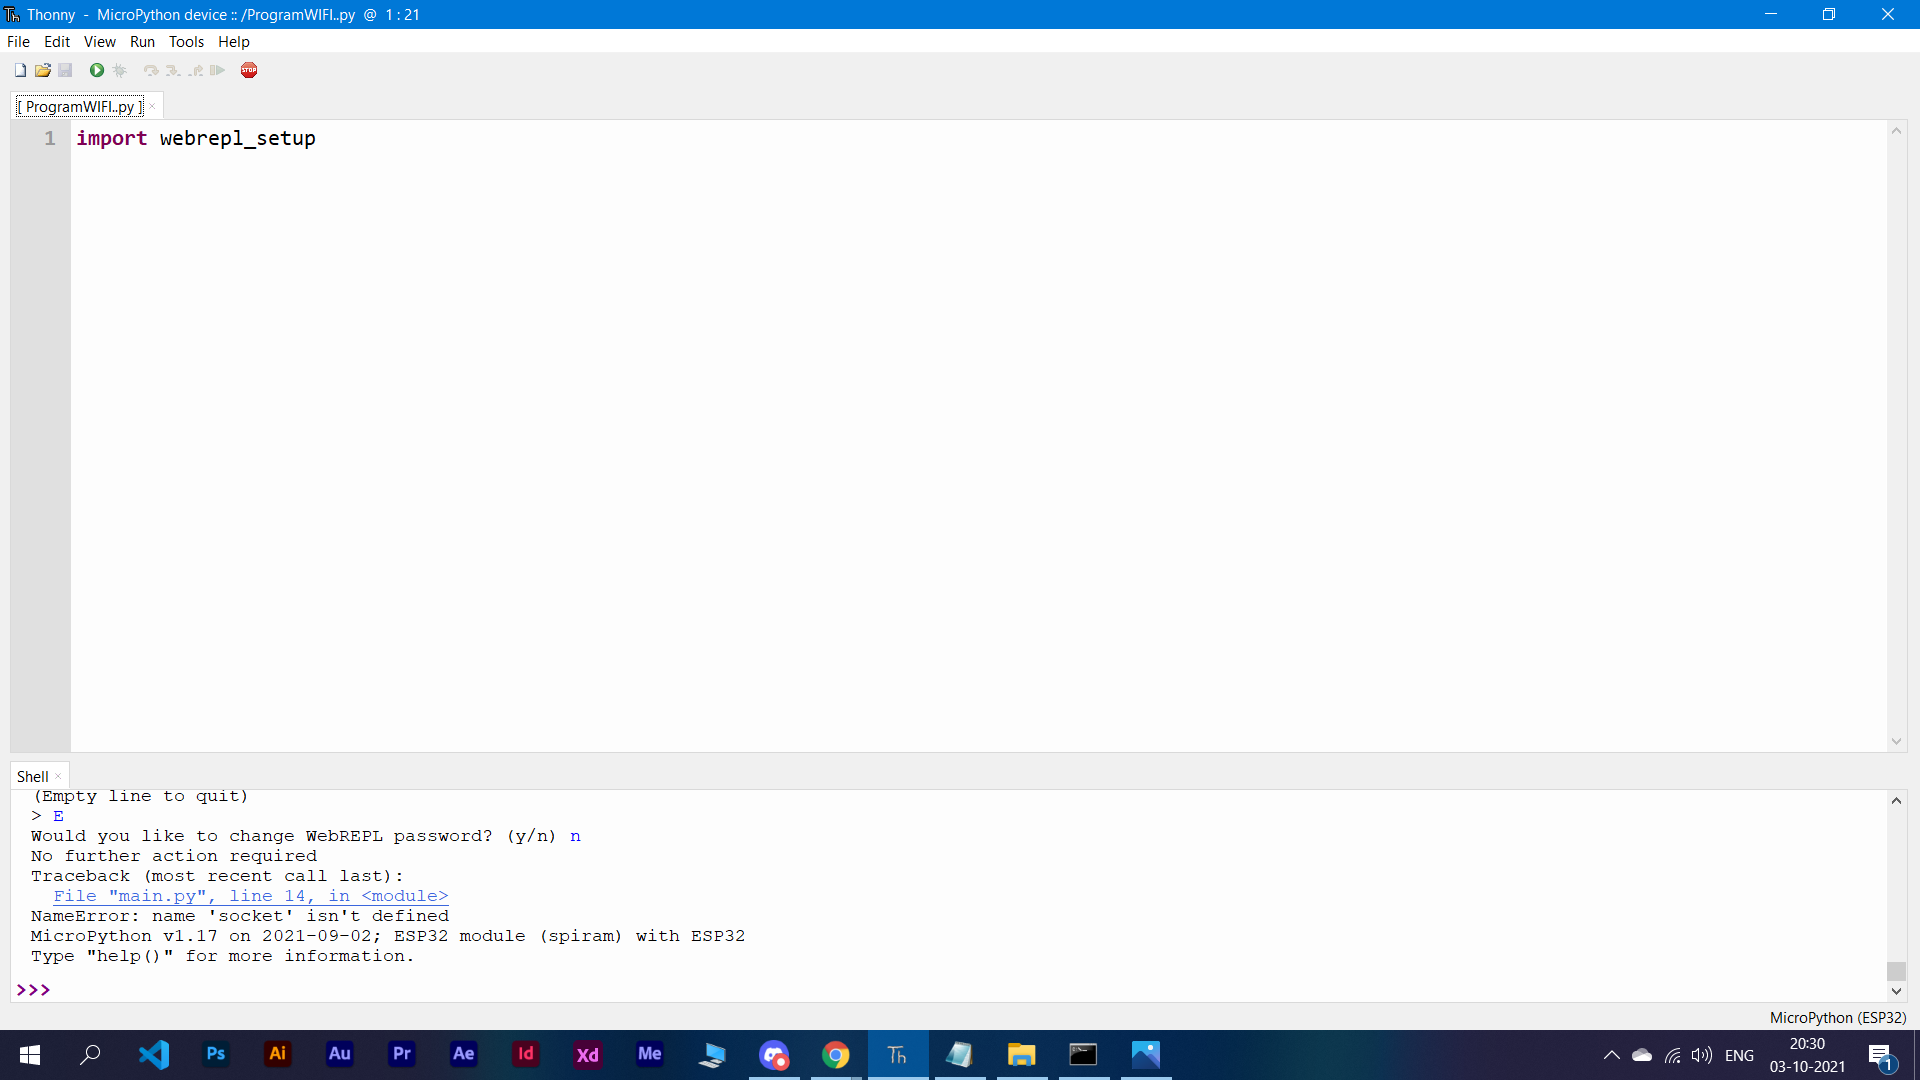 Thonny - MicroPython device :: /ProgramWIFI..py @ 1 : 21
File Edit View Run Tools Help
STOP
[ ProgramWIFI..py ]
1 import webrepl_setup
Shell
(Empty line to quit)
> E
Would you like to change WebREPL password? (y/n) n
No further action required
Traceback (most recent call last):
File "main.py", line 14, in <module>
NameError: name 'socket' isn't defined
MicroPython v1.17 on 2021-09-02; ESP32 module (spiram) with ESP32
Type "help()" for more information.
>>>
MicroPython (ESP32)
Ps Ai Au Pr Ae Id Xd Me Th ENG 20:30
03-10-2021 1